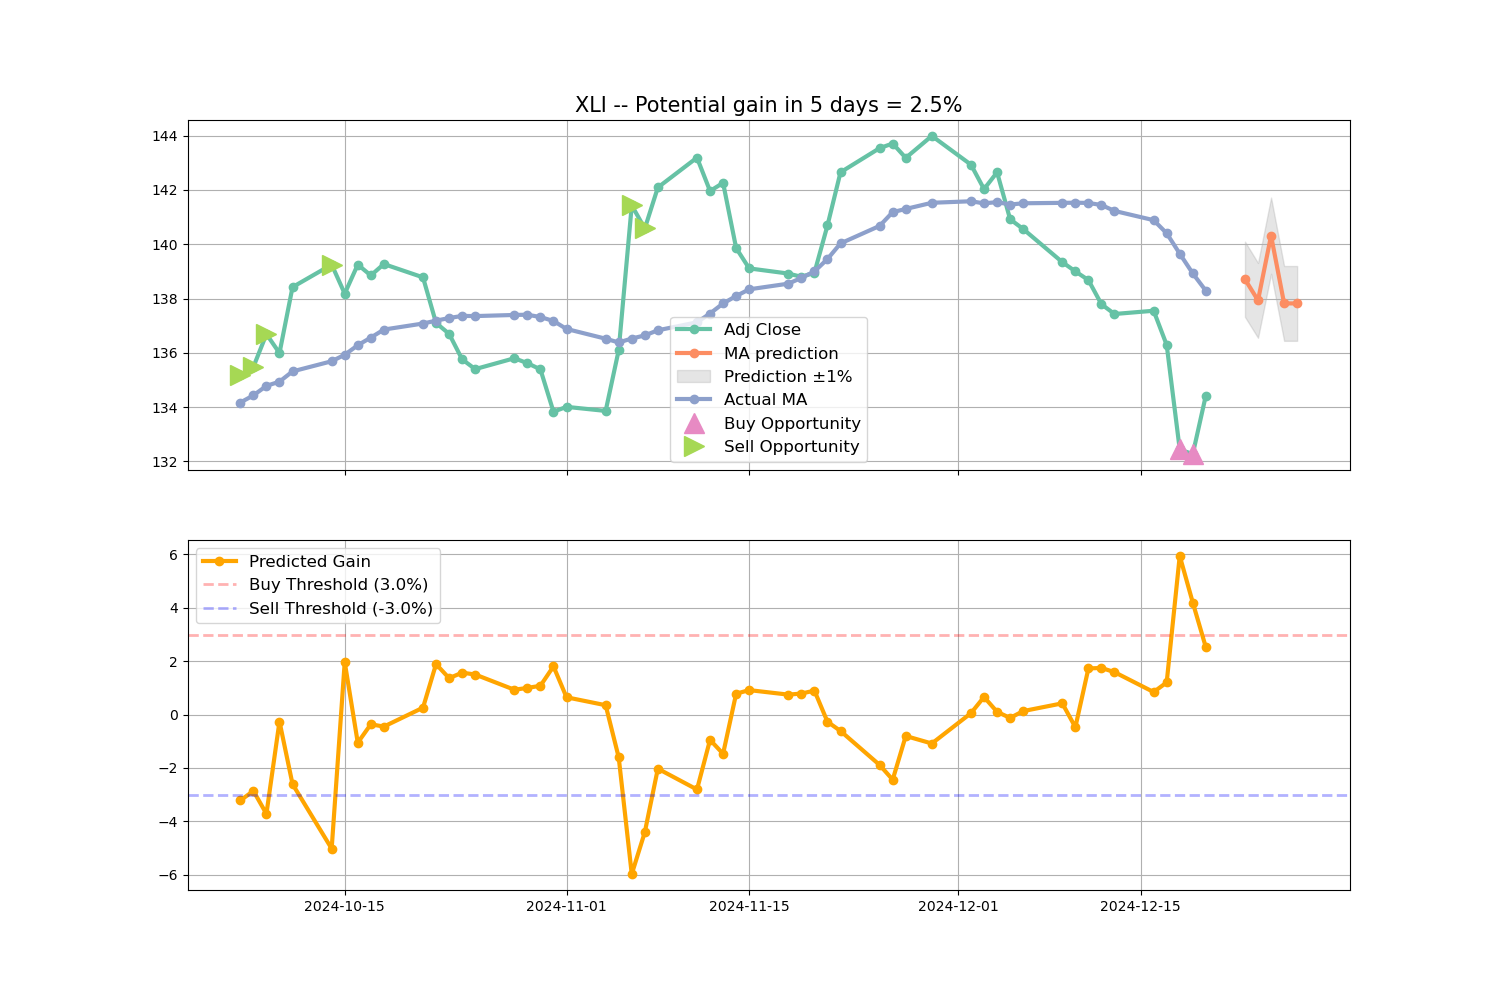 XLI -- Potential gain in 5 days = 2.5%
144
142
140
138
136
134
132
Adj Close
MA prediction
Prediction ±1%
Actual MA
Buy Opportunity
Sell Opportunity
6
4
2
0
−2
−4
−6
Predicted Gain
Buy Threshold (3.0%)
Sell Threshold (-3.0%)
2024-10-15
2024-11-01
2024-11-15
2024-12-01
2024-12-15